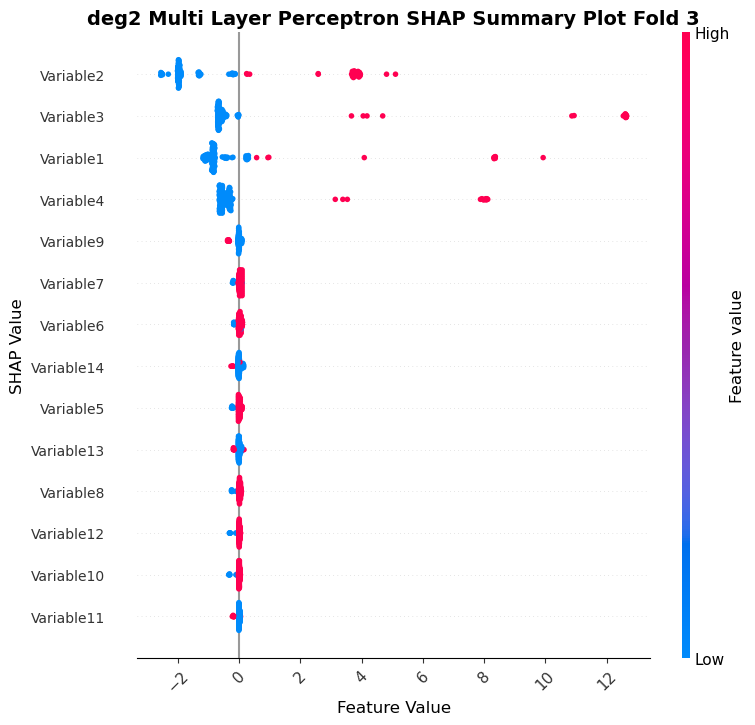 deg2 Multi Layer Perceptron SHAP Summary Plot Fold 3
High
Variable2
Variable3
Variable1
Variable4
Variable9
Variable7
Variable6
Variable14
Variable5
Variable13
Variable8
Variable12
Variable10
Variable11
SHAP Value
Feature value
Low
−2
0
2
4
6
8
10
12
Feature Value